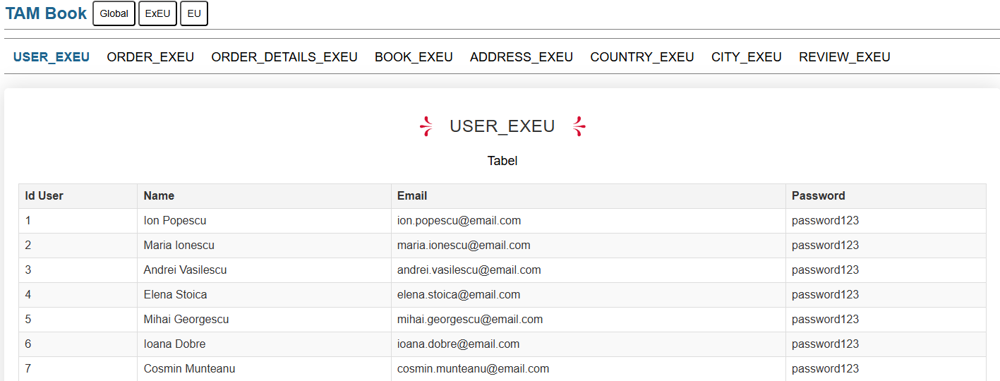 TAM Book Global ExEU EU
USER_EXEU ORDER_EXEU ORDER_DETAILS_EXEU BOOK_EXEU ADDRESS_EXEU COUNTRY_EXEU CITY_EXEU REVIEW_EXEU
USER_EXEU
Tabel
Id User Name Email Password
1 Ion Popescu ion.popescu@email.com password123
2 Maria Ionescu maria.ionescu@email.com password123
3 Andrei Vasilescu andrei.vasilescu@email.com password123
4 Elena Stoica elena.stoica@email.com password123
5 Mihai Georgescu mihai.georgescu@email.com password123
6 Ioana Dobre ioana.dobre@email.com password123
7 Cosmin Munteanu cosmin.munteanu@email.com password123